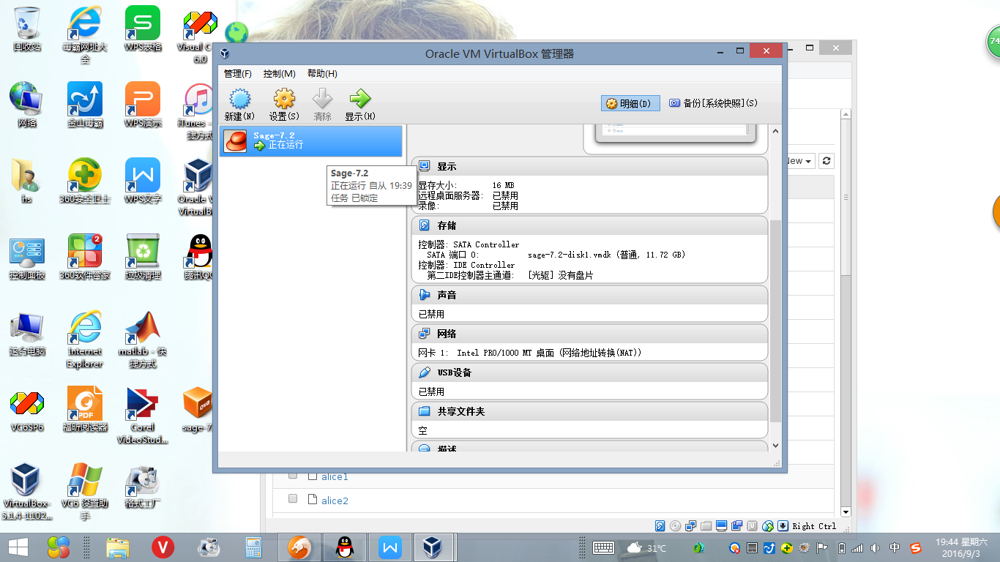 回收站
毒霸网址大全
WPS表格
Visual C
6.0
网络
金山毒霸
WPS演示
iTunes -
捷方式
hs
360安全卫士
WPS文字
Oracle V
VirtualB
控制面板
2
360软件管家
垃圾清理
腾讯QQ
这台电脑
Internet
Explorer
matlab - 快
捷方式
VC6SP6
PDF
福昕阅读器
Corel
VideoStud...
ova
sage-7.
VirtualBox-
5.1.4-1102...
VC6 设置助
手
格式工厂
Oracle VM VirtualBox 管理器
管理(F) 控制(M) 帮助(H)
新建(N) 设置(S) 清除 显示(H)
明细(D) 备份[系统快照](S)
Sage-7.2
正在运行
Sage-7.2
正在运行 自从 19:39
任务 已锁定
显示
显存大小: 16 MB
远程桌面服务器: 已禁用
录像: 已禁用
存储
控制器: SATA Controller
SATA 端口 0: sage-7.2-disk1.vmdk (普通, 11.72 GB)
控制器: IDE Controller
第二IDE控制器主通道: [光驱] 没有盘片
声音
已禁用
网络
网卡 1: Intel PRO/1000 MT 桌面 (网络地址转换(NAT))
USB设备
已禁用
共享文件夹
空
描述
74
alice1
alice2
Right Ctrl
31℃
中
19:44 星期六
2016/9/3